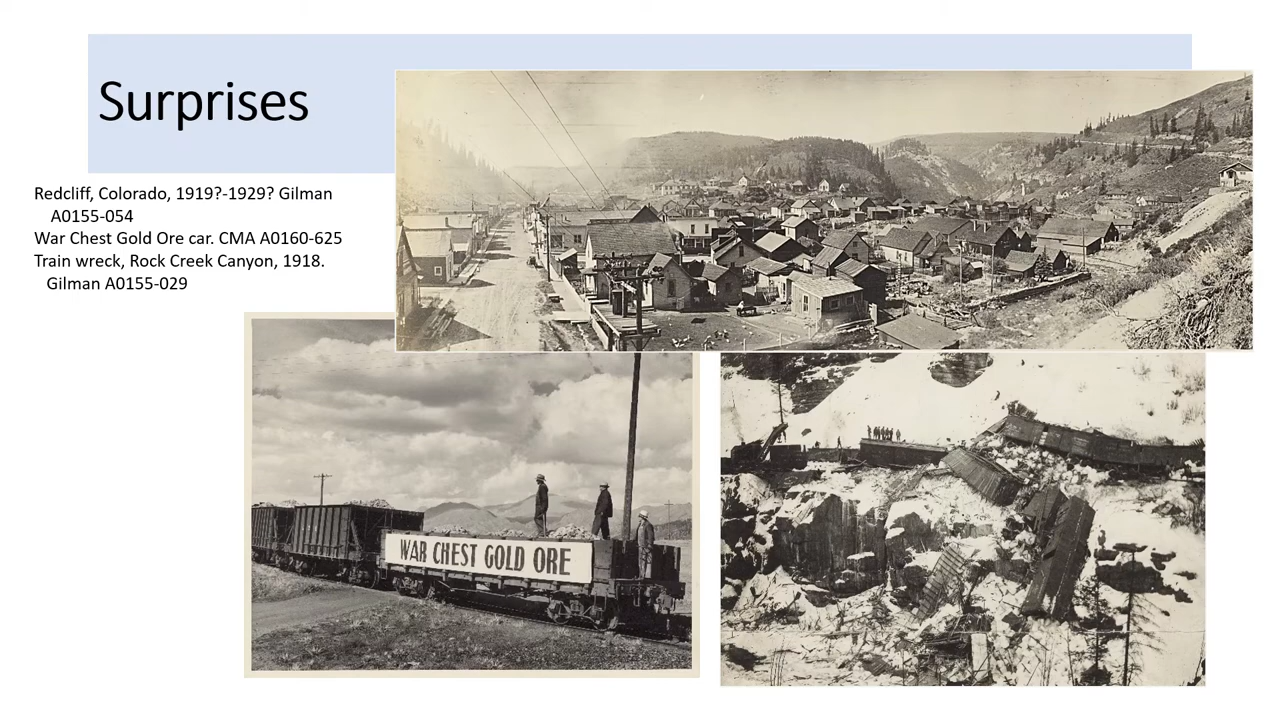 Surprises
Redcliff, Colorado, 1919?-1929? Gilman
A0155-054
War Chest Gold Ore car. CMA A0160-625
Train wreck, Rock Creek Canyon, 1918.
Gilman A0155-029
WAR CHEST GOLD ORE